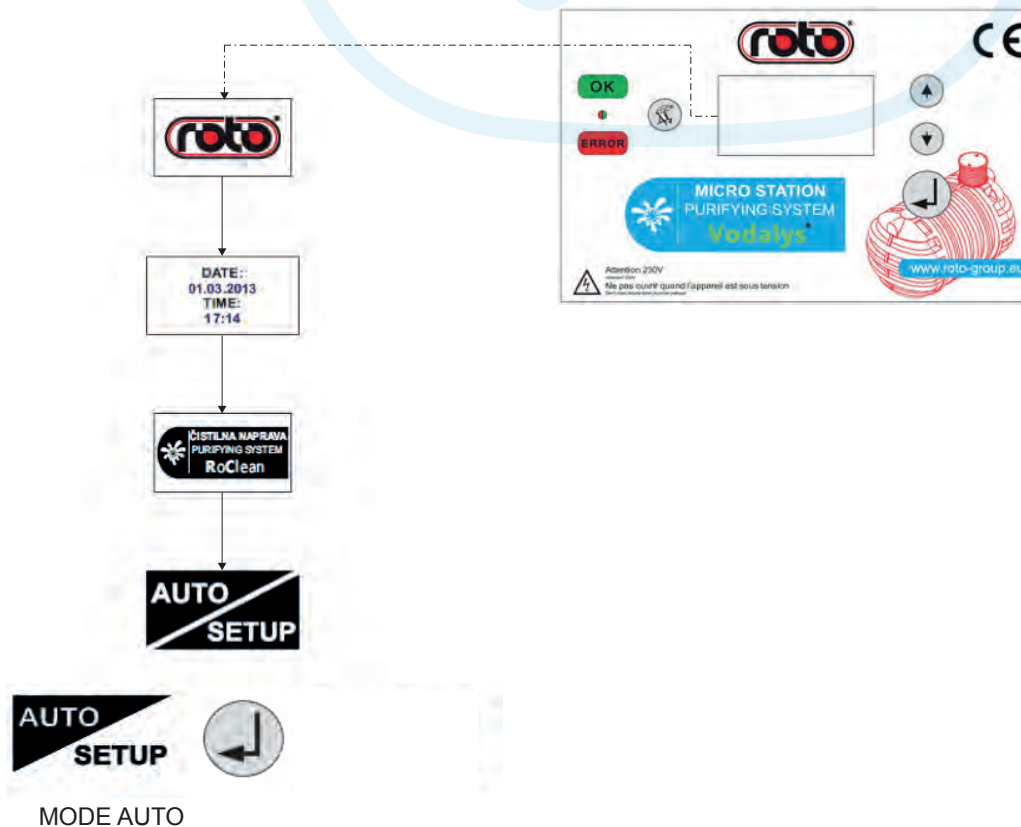 roto
CE
OK
ERROR
MICRO STATION
PURIFYING SYSTEM
Vodalys
Attention 230V
Ne pas ouvrir quand l'appareil est sous tension
www.roto-group.eu
roto
DATE:
01.03.2013
TIME:
17:14
ČISTILNA NAPRAVA
PURIFYING SYSTEM
RoClean
AUTO
SETUP
AUTO
SETUP
MODE AUTO